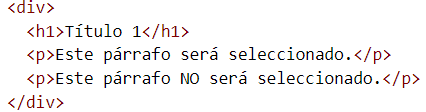 <div>
<h1>Título 1</h1>
<p>Este párrafo será seleccionado.</p>
<p>Este párrafo NO será seleccionado.</p>
</div>